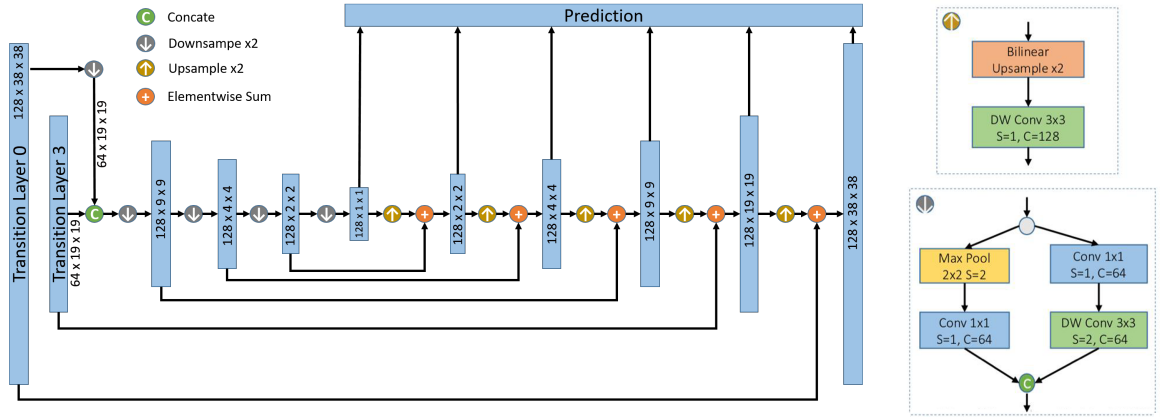 Prediction
C Concate
Downsampe x2
Upsample x2
+ Elementwise Sum
Transition Layer 0
128 x 38 x 38
Transition Layer 3
64 x 19 x 19
64 x 19 x 19
C
128 x 9 x 9
128 x 4 x 4
128 x 2 x 2
128 x 1 x 1
+
128 x 2 x 2
+
128 x 4 x 4
+
128 x 9 x 9
+
128 x 19 x 19
+
128 x 38 x 38
Bilinear
Upsample x2
DW Conv 3x3
S=1, C=128
Max Pool
2x2 S=2
Conv 1x1
S=1, C=64
Conv 1x1
S=1, C=64
DW Conv 3x3
S=2, C=64
C